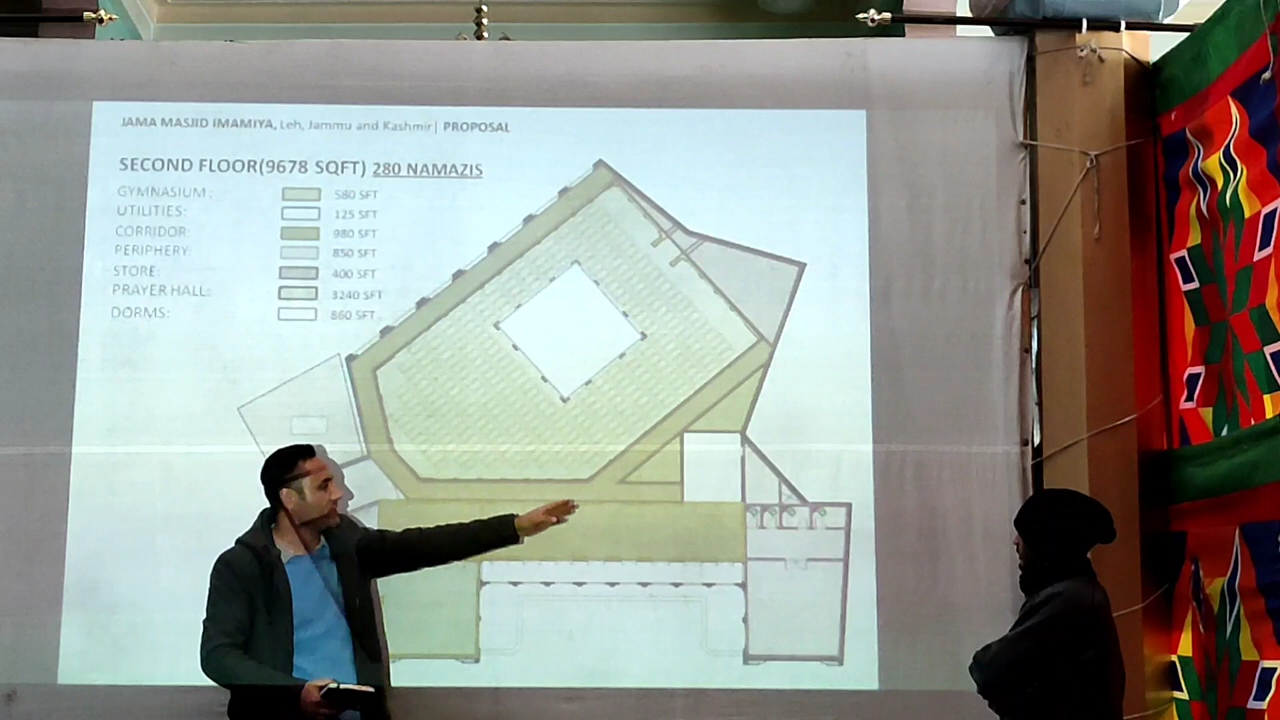 JAMA MASJID IMAMIYA, Leh, Jammu and Kashmir| PROPOSAL
SECOND FLOOR(9678 SQFT) 280 NAMAZIS
GYMNASIUM: 580 SFT
UTILITIES: 125 SFT
CORRIDOR: 980 SFT
PERIPHERY: 850 SFT
STORE: 400 SFT
PRAYER HALL: 3240 SFT
DORMS: 860 SFT